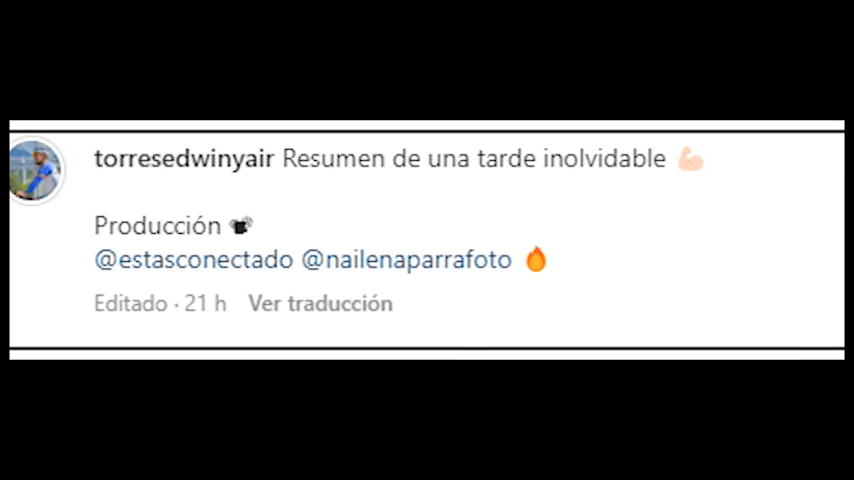 torresedwinyair Resumen de una tarde inolvidable 💪🏻
Producción 📽
@estasconectado @nailenaparrafoto 🔥
Editado · 21 h Ver traducción